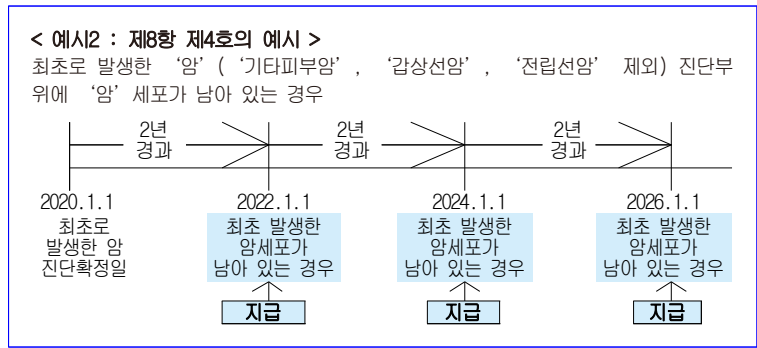 < 예시2 : 제8항 제4호의 예시 >
최초로 발생한 ‘암’ ( ‘기타피부암’, ‘갑상선암’, ‘전립선암’ 제외) 진단부
위에 ‘암’ 세포가 남아 있는 경우
2년 2년 2년
경과 경과 경과
2020.1.1 2022.1.1 2024.1.1 2026.1.1
최초로 최초 발생한 최초 발생한 최초 발생한
발생한 암 암세포가 암세포가 암세포가
진단확정일 남아 있는 경우 남아 있는 경우 남아 있는 경우
지급 지급 지급